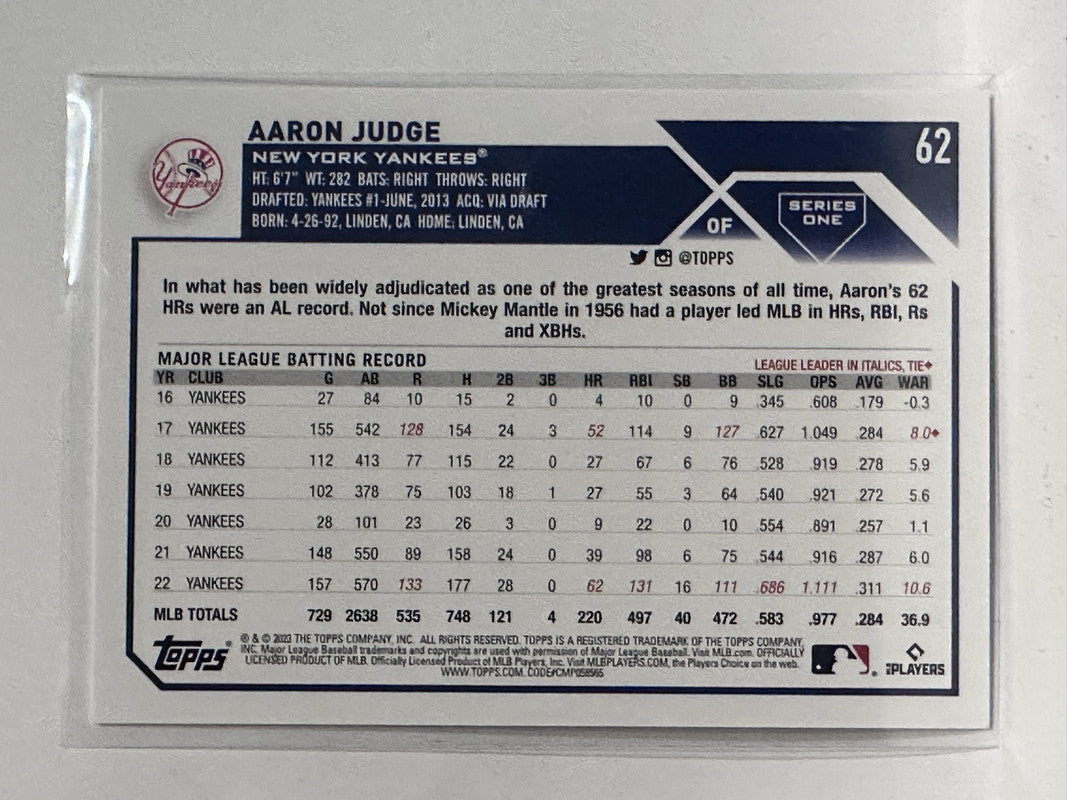 AARON JUDGE
62
NEW YORK YANKEES®
HT: 6'7" WT: 282 BATS: RIGHT THROWS: RIGHT
DRAFTED: YANKEES #1-JUNE, 2013 ACQ: VIA DRAFT
BORN: 4-26-92, LINDEN, CA HOME: LINDEN, CA
Yankees
OF
SERIES
ONE
@TOPPS
In what has been widely adjudicated as one of the greatest seasons of all time, Aaron's 62
HRs were an AL record. Not since Mickey Mantle in 1956 had a player led MLB in HRs, RBI, Rs
and XBHs.
MAJOR LEAGUE BATTING RECORD LEAGUE LEADER IN ITALICS, TIE♦
YR CLUB G AB R H 2B 3B HR RBI SB BB SLG OPS AVG WAR
16 YANKEES 27 84 10 15 2 0 4 10 0 9 .345 .608 .179 -0.3
17 YANKEES 155 542 128 154 24 3 52 114 9 127 .627 1.049 .284 8.0♦
18 YANKEES 112 413 77 115 22 0 27 67 6 76 .528 .919 .278 5.9
19 YANKEES 102 378 75 103 18 1 27 55 3 64 .540 .921 .272 5.6
20 YANKEES 28 101 23 26 3 0 9 22 0 10 .554 .891 .257 1.1
21 YANKEES 148 550 89 158 24 0 39 98 6 75 .544 .916 .287 6.0
22 YANKEES 157 570 133 177 28 0 62 131 16 111 .686 1.111 .311 10.6
MLB TOTALS 729 2638 535 748 121 4 220 497 40 472 .583 .977 .284 36.9
Topps®
® & © 2023 THE TOPPS COMPANY, INC. ALL RIGHTS RESERVED. TOPPS IS A REGISTERED TRADEMARK OF THE TOPPS COMPANY,
INC. Major League Baseball trademarks and copyrights are used with permission of Major League Baseball. Visit MLB.com. OFFICIALLY
LICENSED PRODUCT OF MLB. Officially Licensed Product of MLB Players, Inc. Visit MLBPLAYERS.COM, the Players Choice on the web.
WWW.TOPPS.COM. CODE#CMP058565
PLAYERS